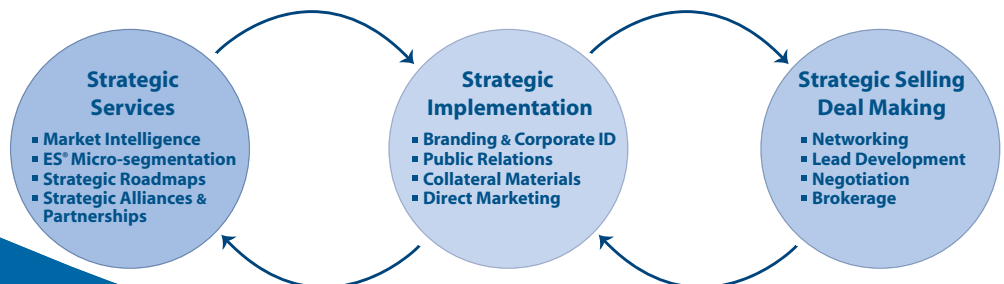 Strategic
Services
▪ Market Intelligence
▪ ES® Micro-segmentation
▪ Strategic Roadmaps
▪ Strategic Alliances &
Partnerships
Strategic
Implementation
▪ Branding & Corporate ID
▪ Public Relations
▪ Collateral Materials
▪ Direct Marketing
Strategic Selling
Deal Making
▪ Networking
▪ Lead Development
▪ Negotiation
▪ Brokerage